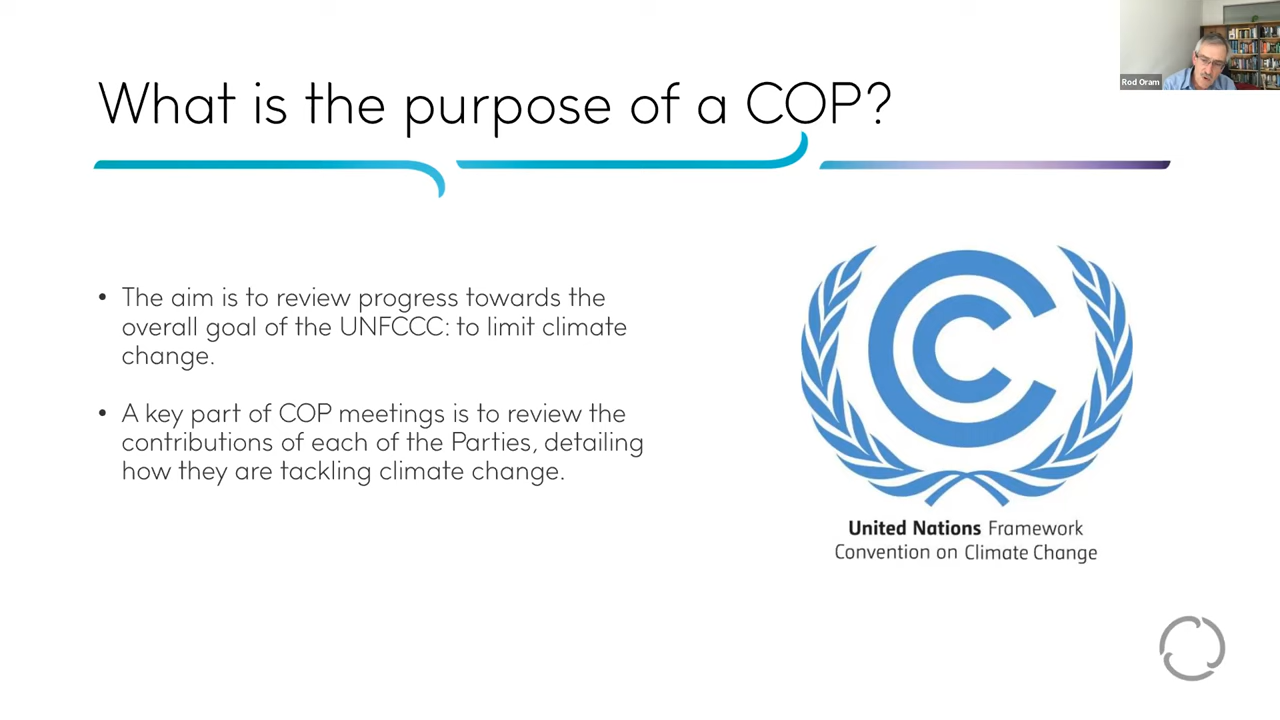 Rod Oram
What is the purpose of a COP?
• The aim is to review progress towards the
overall goal of the UNFCCC: to limit climate
change.
• A key part of COP meetings is to review the
contributions of each of the Parties, detailing
how they are tackling climate change.
United Nations Framework
Convention on Climate Change